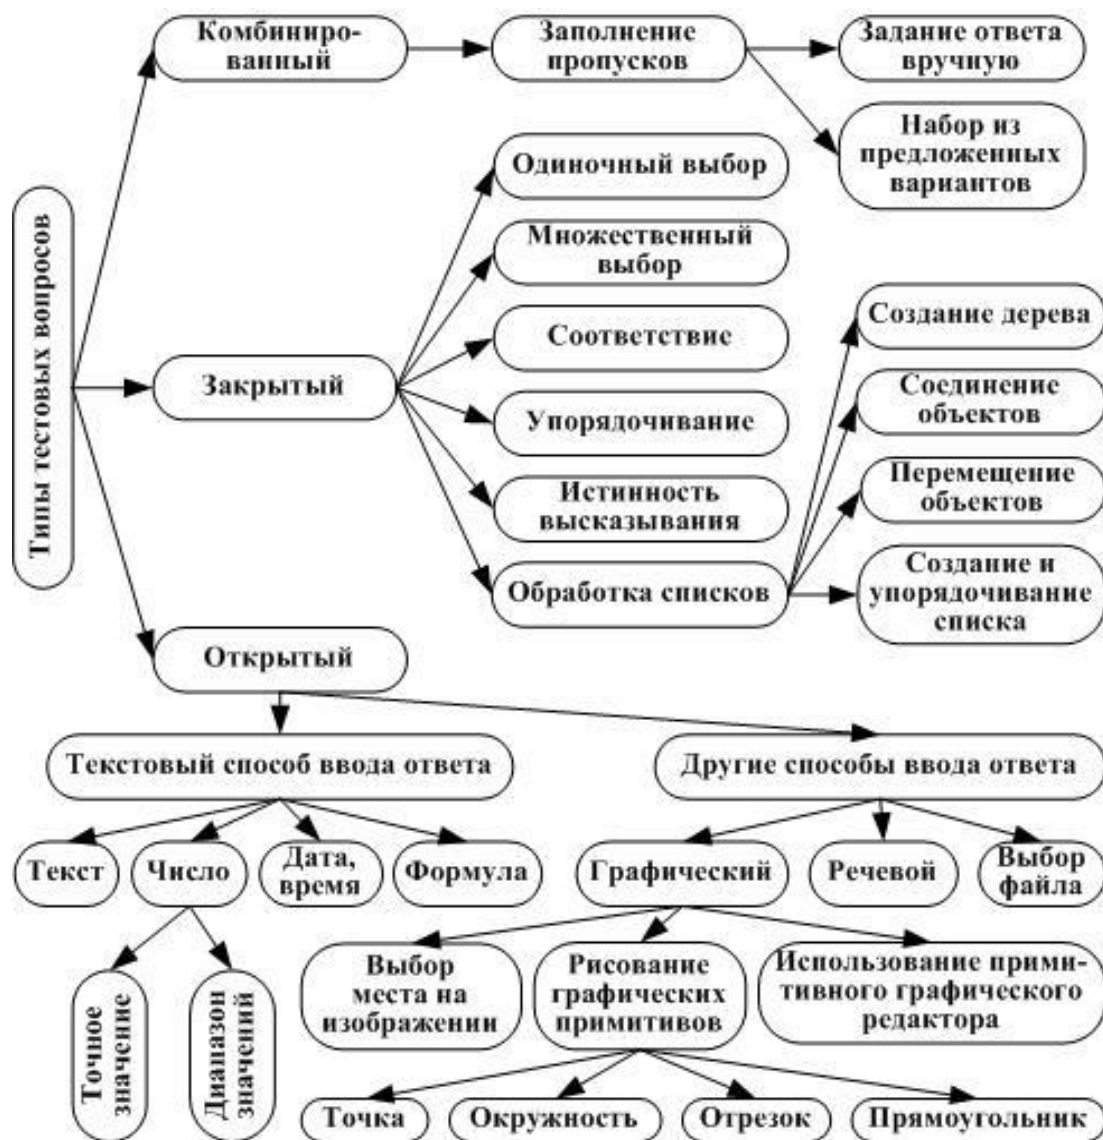 Типы тестовых вопросов
Комбиниро-
ванный
Заполнение
пропусков
Задание ответа
вручную
Набор из
предложенных
вариантов
Закрытый
Одиночный выбор
Множественный
выбор
Соответствие
Упорядочивание
Истинность
высказывания
Обработка списков
Создание дерева
Соединение
объектов
Перемещение
объектов
Создание и
упорядочивание
списка
Открытый
Текстовый способ ввода ответа
Другие способы ввода ответа
Текст
Число
Дата,
время
Формула
Графический
Речевой
Выбор
файла
Точное
значение
Диапазон
значений
Выбор
места на
изображении
Рисование
графических
примитивов
Использование прими-
тивного графического
редактора
Точка
Окружность
Отрезок
Прямоугольник